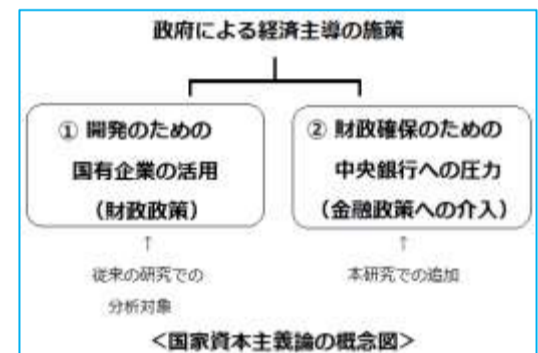 政府による経済主導の施策
① 開発のための
国有企業の活用
（財政政策）
② 財政確保のための
中央銀行への圧力
（金融政策への介入）
↑
従来の研究での
分析対象
↑
本研究での追加
＜国家資本主義論の概念図＞